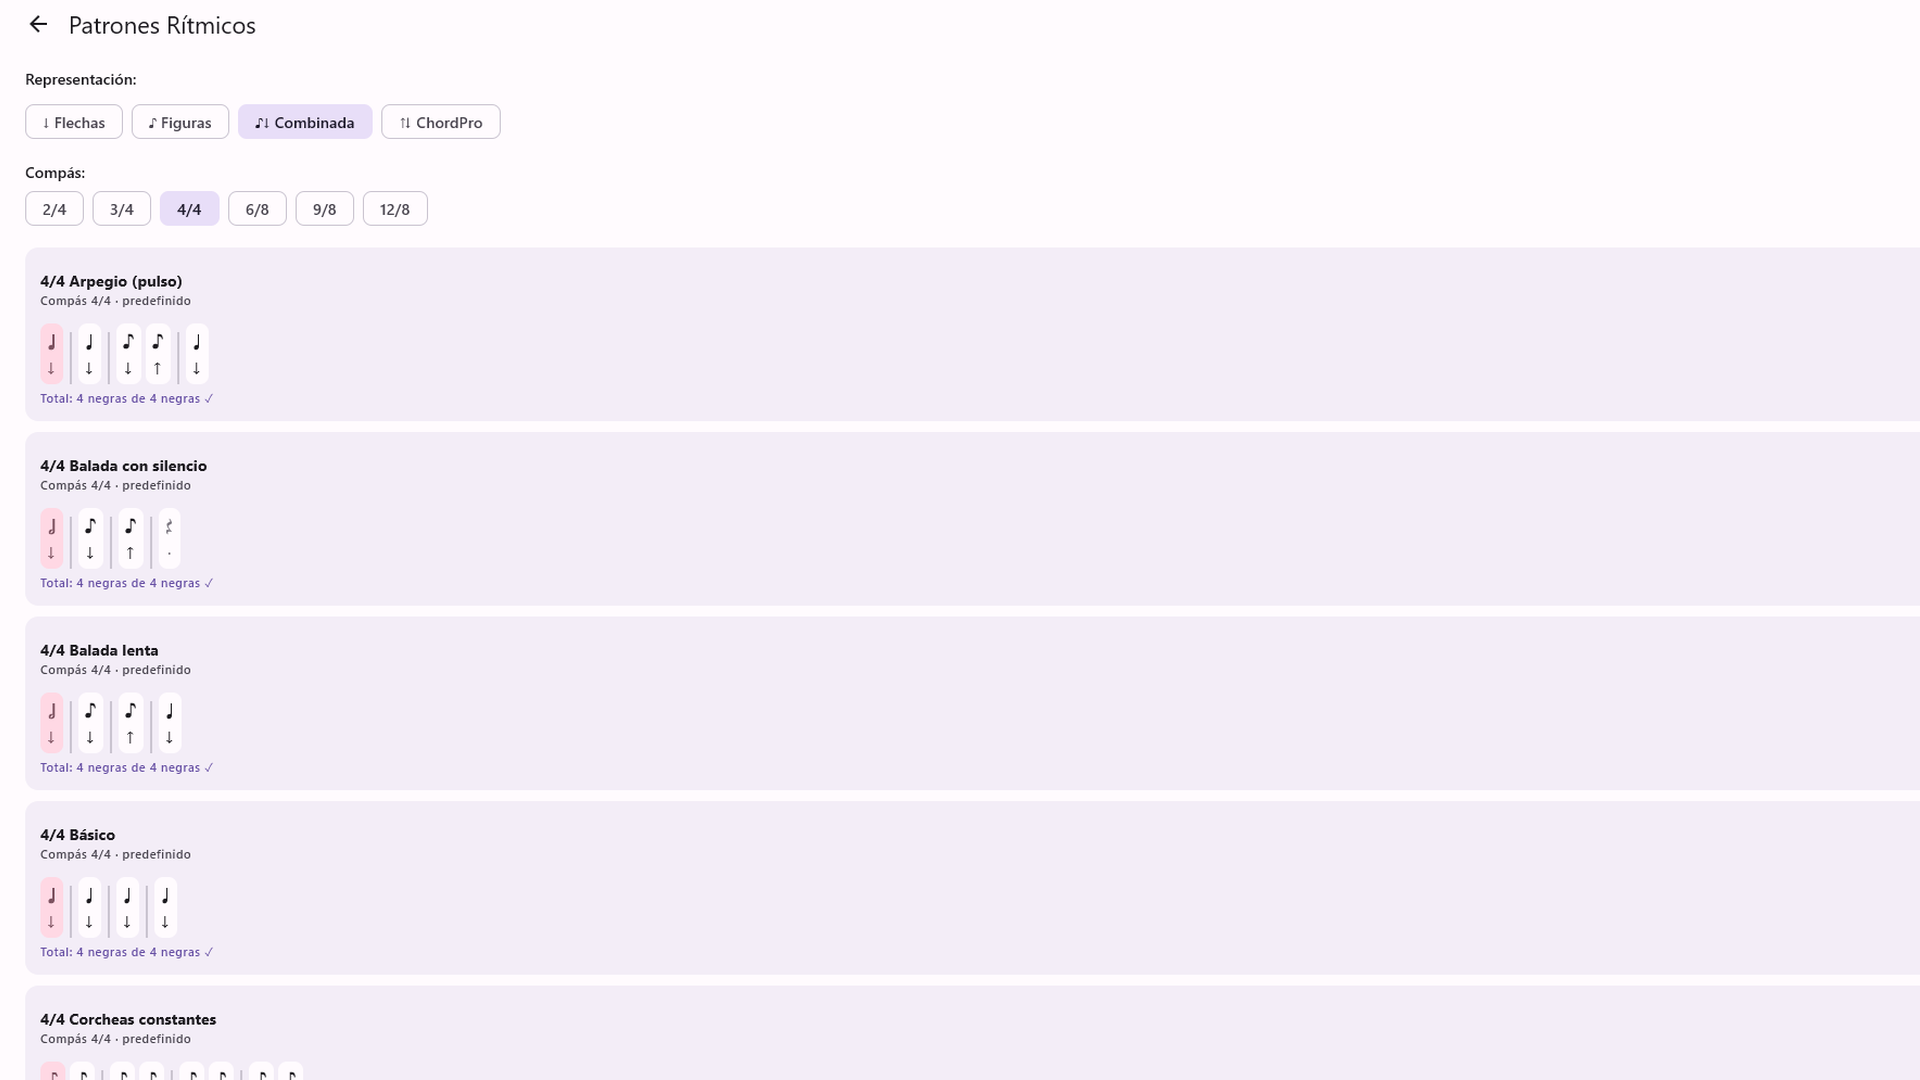 ← Patrones Rítmicos
Representación:
↓ Flechas ♪ Figuras ♪↓ Combinada ↑↓ ChordPro
Compás:
2/4 3/4 4/4 6/8 9/8 12/8
4/4 Arpegio (pulso)
Compás 4/4 · predefinido
♩ | ♩ | ♪ ♪ | ♩
↓ ↓ ↓ ↑ ↓
Total: 4 negras de 4 negras ✓
4/4 Balada con silencio
Compás 4/4 · predefinido
𝅗𝅥 | ♪ | ♪ | 𝄽
↓ ↓ ↑ ·
Total: 4 negras de 4 negras ✓
4/4 Balada lenta
Compás 4/4 · predefinido
𝅗𝅥 | ♪ | ♪ | ♩
↓ ↓ ↑ ↓
Total: 4 negras de 4 negras ✓
4/4 Básico
Compás 4/4 · predefinido
♩ | ♩ | ♩ | ♩
↓ ↓ ↓ ↓
Total: 4 negras de 4 negras ✓
4/4 Corcheas constantes
Compás 4/4 · predefinido
♪ ♪ | ♪ ♪ | ♪ ♪ | ♪ ♪